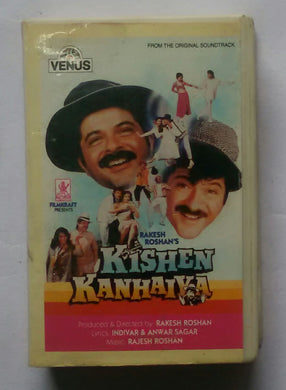 VENUS
FROM THE ORIGINAL SOUNDTRACK
FILMKRAFT
PRESENTS
RAKESH
ROSHAN'S
KISHEN
KANHAIYA
Produced & Directed by RAKESH ROSHAN
Lyrics INDIVAR & ANWAR SAGAR
Music RAJESH ROSHAN